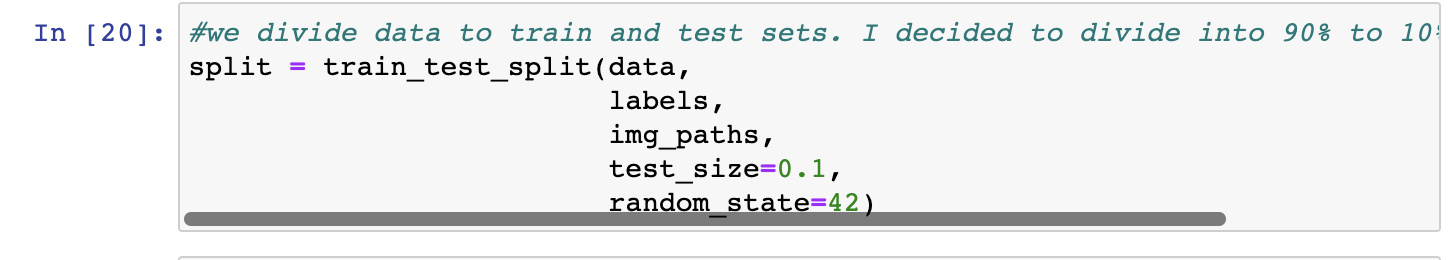 In [20]: #we divide data to train and test sets. I decided to divide into 90% to 10%
split = train_test_split(data,
labels,
img_paths,
test_size=0.1,
random_state=42)